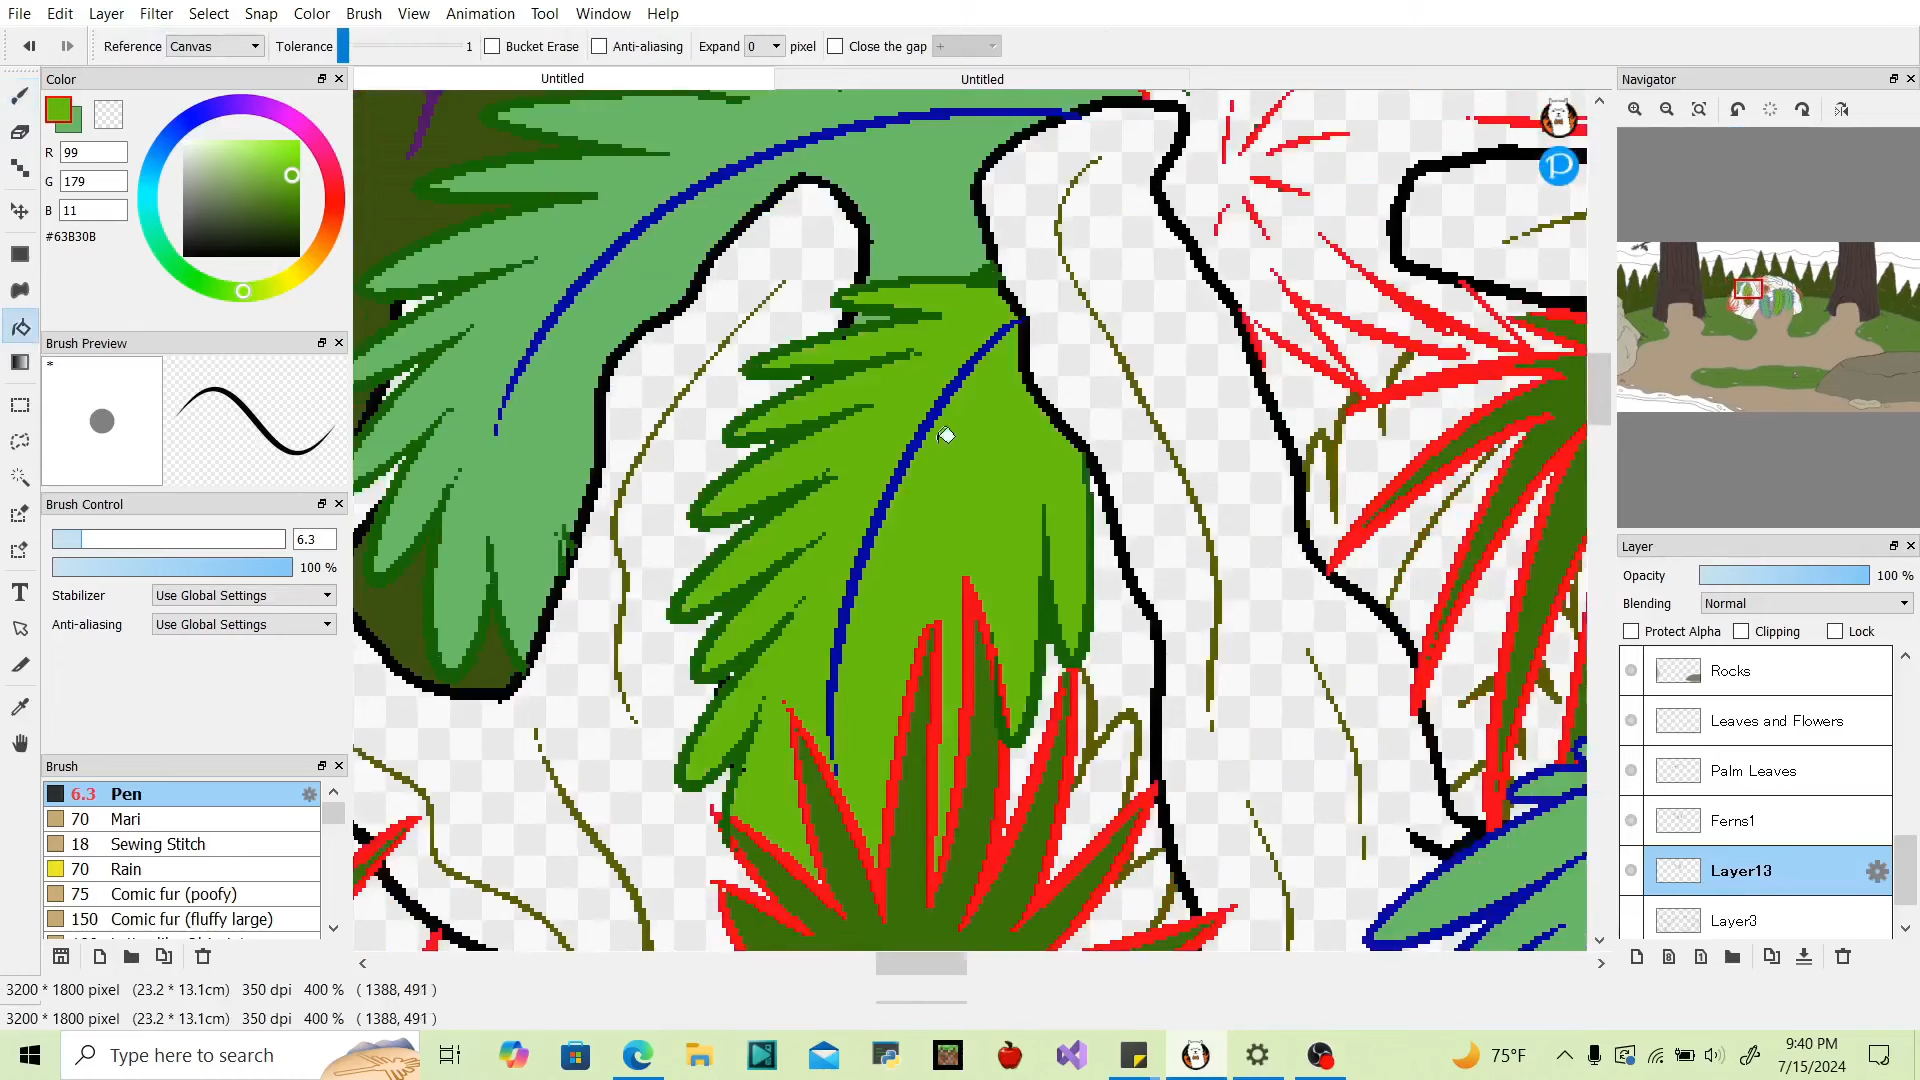 File Edit Layer Filter Select Snap Color Brush View Animation Tool Window Help
Reference Canvas Tolerance 1 Bucket Erase Anti-aliasing Expand 0 pixel Close the gap +
Color
Untitled Untitled
Navigator
R 99
G 179
B 11
#63B30B
P
Brush Preview
*
Brush Control
6.3
100 %
Stabilizer Use Global Settings
Anti-aliasing Use Global Settings
Layer
Opacity 100 %
Blending Normal
Protect Alpha Clipping Lock
Rocks
Leaves and Flowers
Palm Leaves
Ferns1
Layer13
Layer3
Brush
6.3 Pen
70 Mari
18 Sewing Stitch
70 Rain
75 Comic fur (poofy)
150 Comic fur (fluffy large)
3200 * 1800 pixel (23.2 * 13.1cm) 350 dpi 400 % ( 1388, 491 )
3200 * 1800 pixel (23.2 * 13.1cm) 350 dpi 400 % ( 1388, 491 )
Type here to search
75°F
9:40 PM
7/15/2024